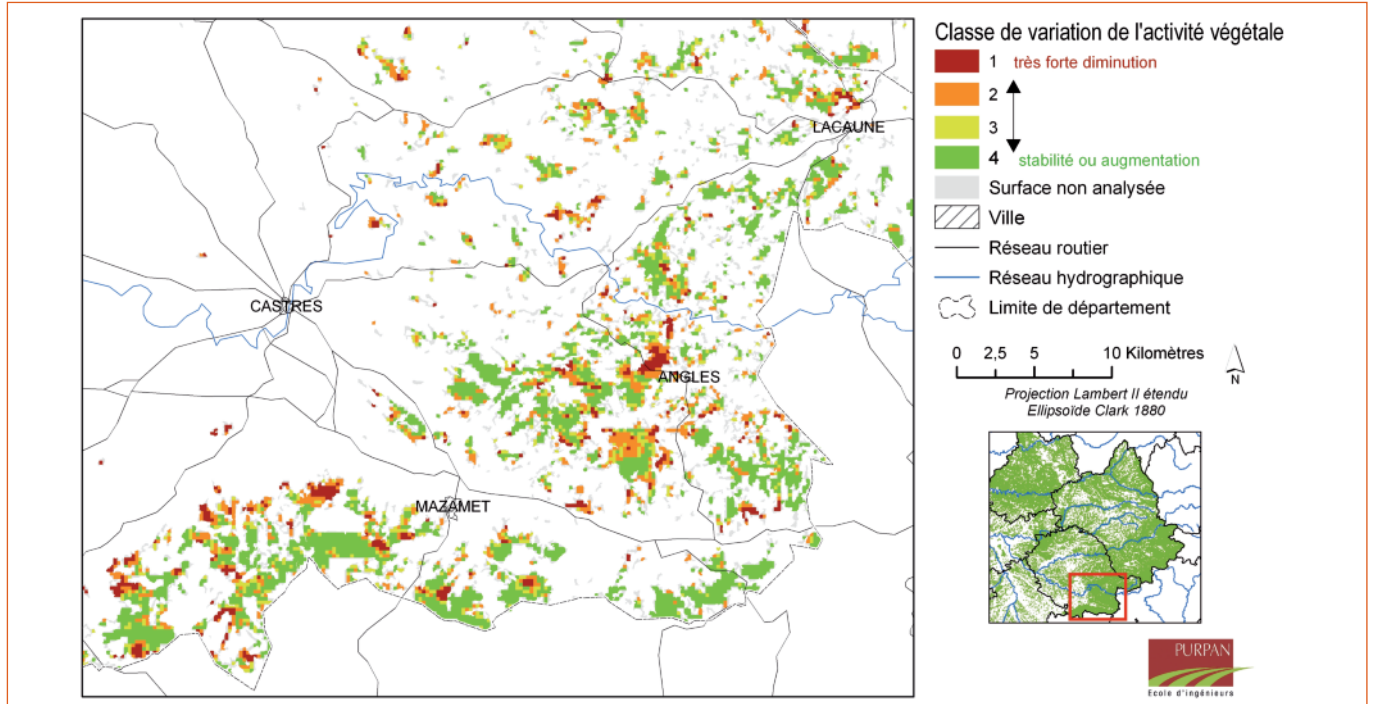 Classe de variation de l'activité végétale
1 très forte diminution
2
3
4 stabilité ou augmentation
Surface non analysée
Ville
Réseau routier
Réseau hydrographique
Limite de département
0 2,5 5 10 Kilomètres
N
Projection Lambert II étendu
Ellipsoïde Clark 1880
LACAUNE
CASTRES
ANGLES
MAZAMET
PURPAN
Ecole d'ingénieurs